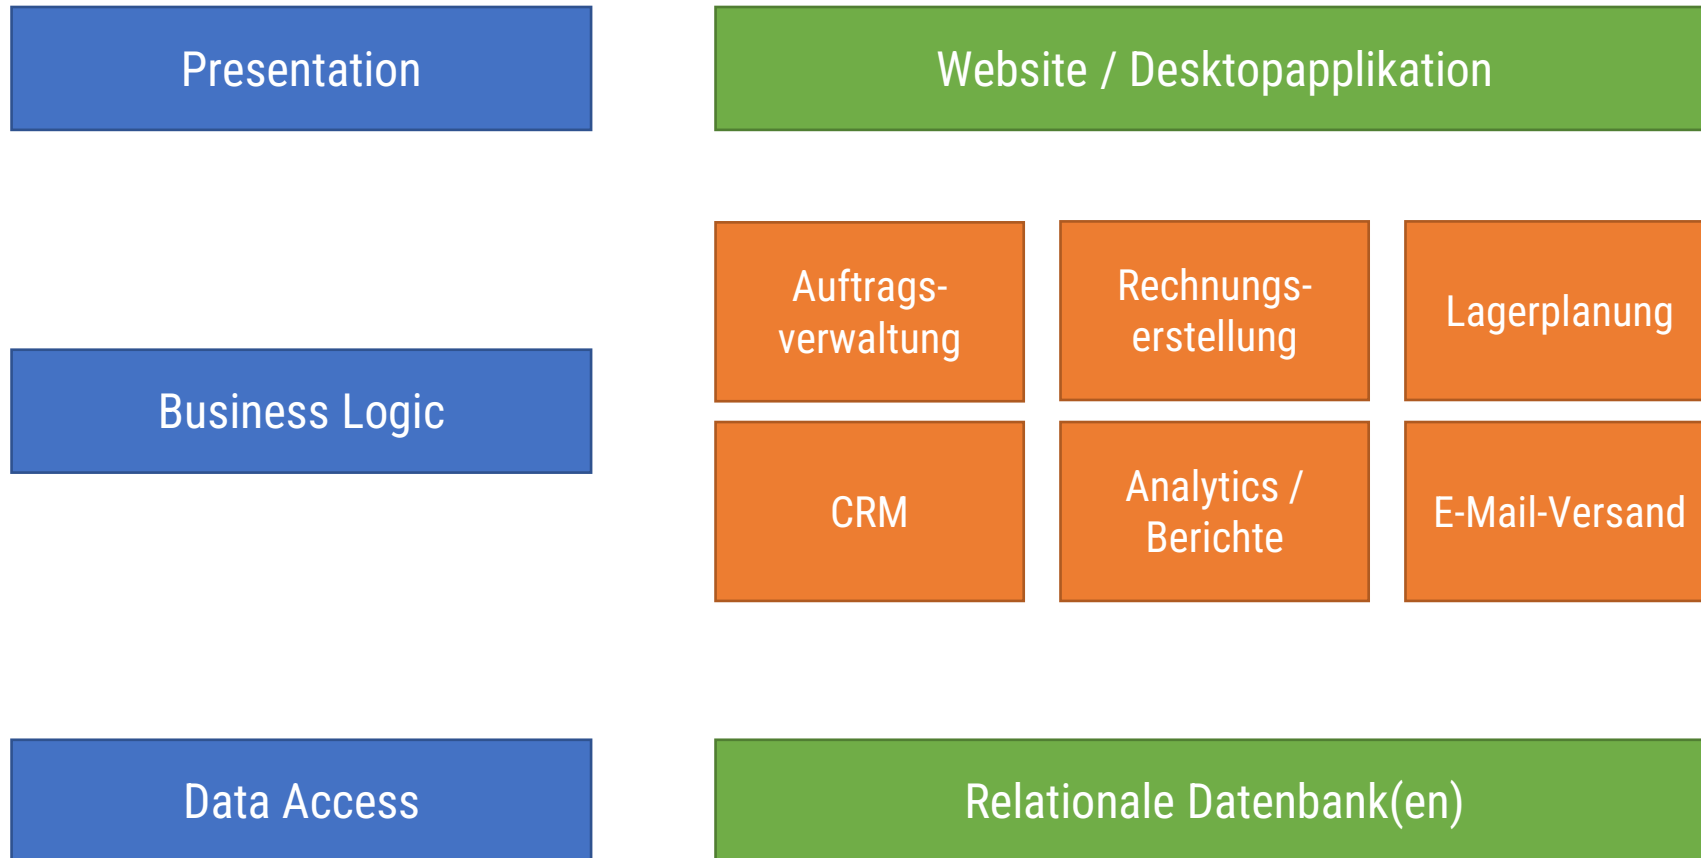 Presentation
Website / Desktopapplikation
Auftrags-
verwaltung
Rechnungs-
erstellung
Lagerplanung
Business Logic
CRM
Analytics /
Berichte
E-Mail-Versand
Data Access
Relationale Datenbank(en)